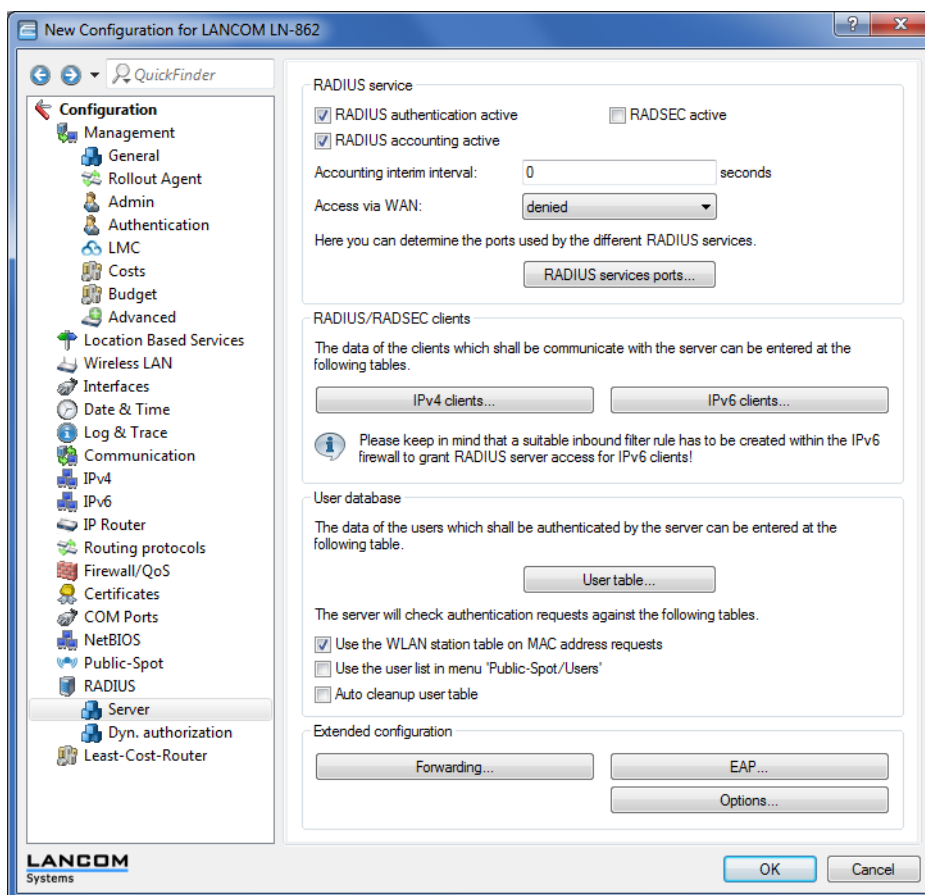 New Configuration for LANCOM LN-862
QuickFinder
Configuration
Management
General
Rollout Agent
Admin
Authentication
LMC
Costs
Budget
Advanced
Location Based Services
Wireless LAN
Interfaces
Date & Time
Log & Trace
Communication
IPv4
IPv6
IP Router
Routing protocols
Firewall/QoS
Certificates
COM Ports
NetBIOS
Public-Spot
RADIUS
Server
Dyn. authorization
Least-Cost-Router
RADIUS service
RADIUS authentication active RADSEC active
RADIUS accounting active
Accounting interim interval: 0 seconds
Access via WAN: denied
Here you can determine the ports used by the different RADIUS services.
RADIUS services ports...
RADIUS/RADSEC clients
The data of the clients which shall be communicate with the server can be entered at the
following tables.
IPv4 clients... IPv6 clients...
Please keep in mind that a suitable inbound filter rule has to be created within the IPv6
firewall to grant RADIUS server access for IPv6 clients!
User database
The data of the users which shall be authenticated by the server can be entered at the
following table.
User table...
The server will check authentication requests against the following tables.
Use the WLAN station table on MAC address requests
Use the user list in menu 'Public-Spot/Users'
Auto cleanup user table
Extended configuration
Forwarding... EAP...
Options...
LANCOM
Systems
OK Cancel